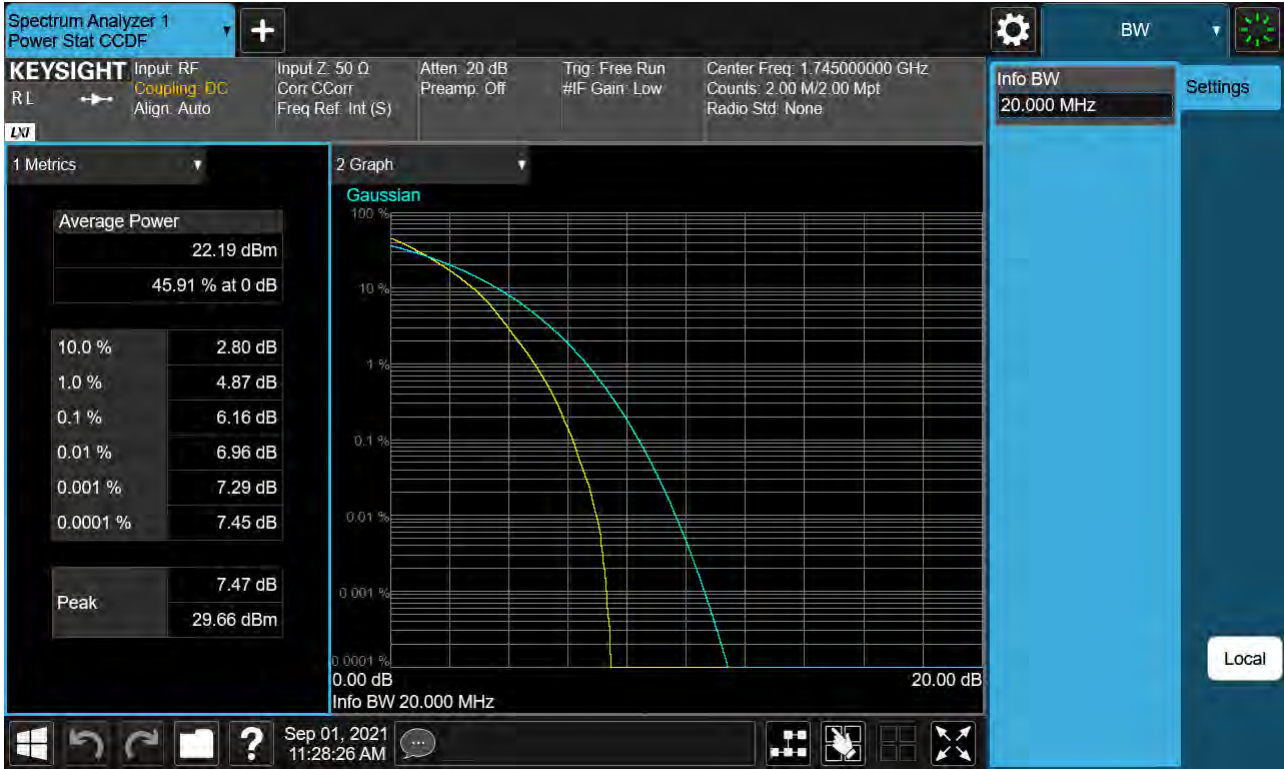 Spectrum Analyzer 1
Power Stat CCDF
+
BW
KEYSIGHT
R L
LXI
Input: RF
Coupling: DC
Align: Auto
Input Z: 50 Ω
Corr CCorr
Freq Ref: Int (S)
Atten: 20 dB
Preamp: Off
Trig: Free Run
#IF Gain: Low
Center Freq: 1.745000000 GHz
Counts: 2.00 M/2.00 Mpt
Radio Std: None
Info BW
20.000 MHz
Settings
1 Metrics
Average Power
22.19 dBm
45.91 % at 0 dB
10.0 % 2.80 dB
1.0 % 4.87 dB
0.1 % 6.16 dB
0.01 % 6.96 dB
0.001 % 7.29 dB
0.0001 % 7.45 dB
Peak
7.47 dB
29.66 dBm
2 Graph
Gaussian
100 %
10 %
1 %
0.1 %
0.01 %
0.001 %
0.0001 %
0.00 dB 20.00 dB
Info BW 20.000 MHz
Local
?
Sep 01, 2021
11:28:26 AM